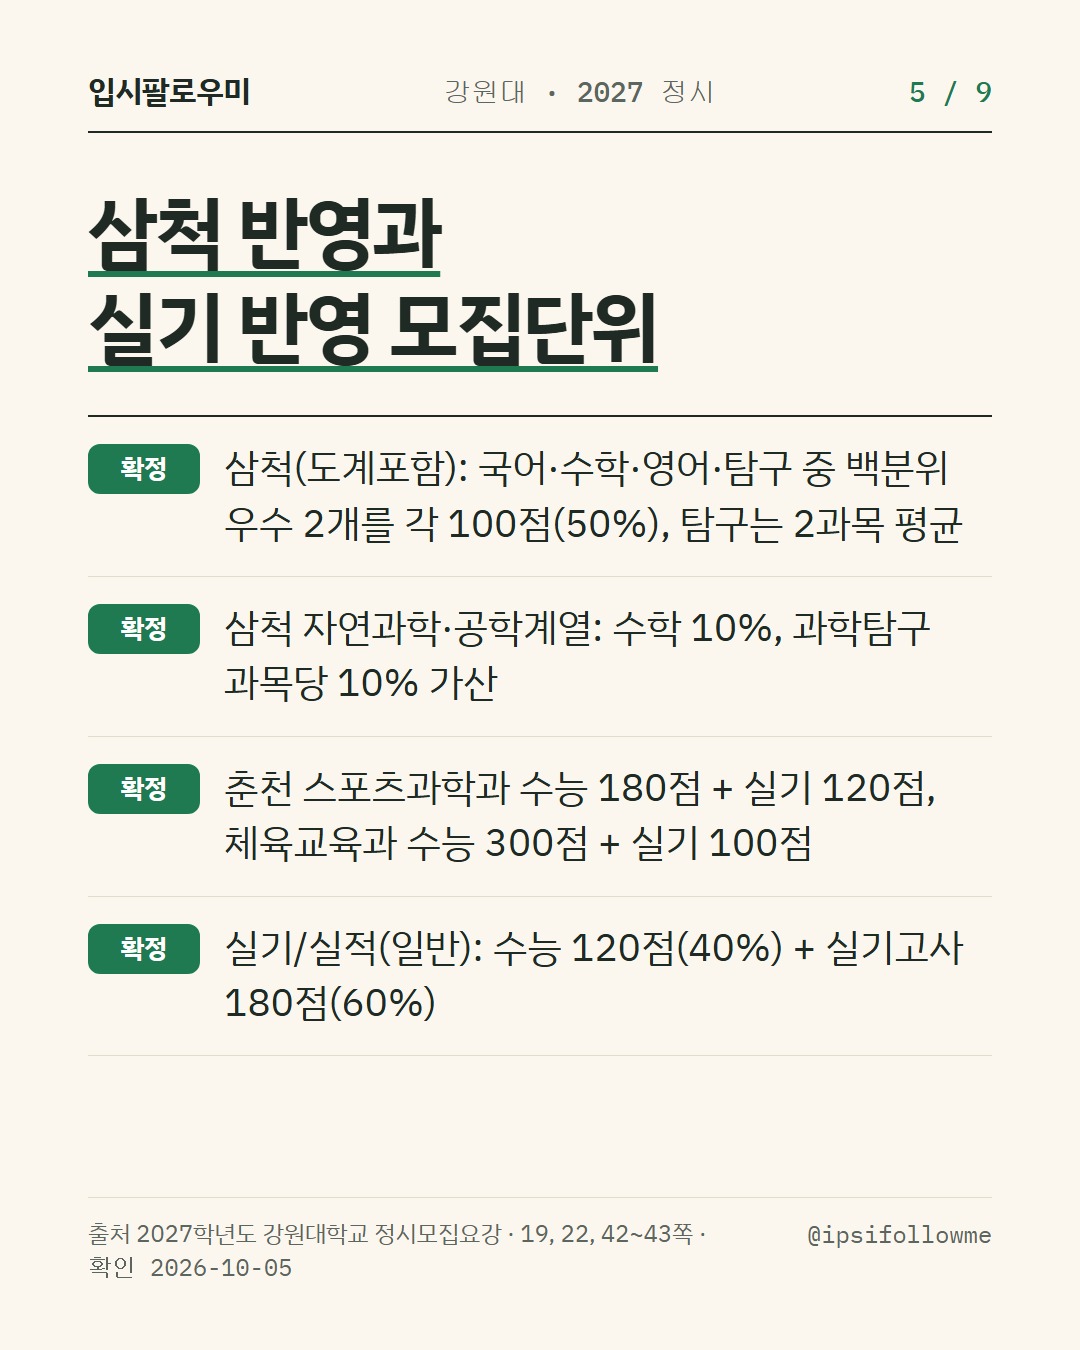 입시팔로우미
강원대 · 2027 정시
5 / 9
삼척 반영과
실기 반영 모집단위
확정
삼척(도계포함): 국어·수학·영어·탐구 중 백분위
우수 2개를 각 100점(50%), 탐구는 2과목 평균
확정
삼척 자연과학·공학계열: 수학 10%, 과학탐구
과목당 10% 가산
확정
춘천 스포츠과학과 수능 180점 + 실기 120점,
체육교육과 수능 300점 + 실기 100점
확정
실기/실적(일반): 수능 120점(40%) + 실기고사
180점(60%)
출처 2027학년도 강원대학교 정시모집요강 · 19, 22, 42~43쪽 ·
확인 2026-10-05
@ipsifollowme